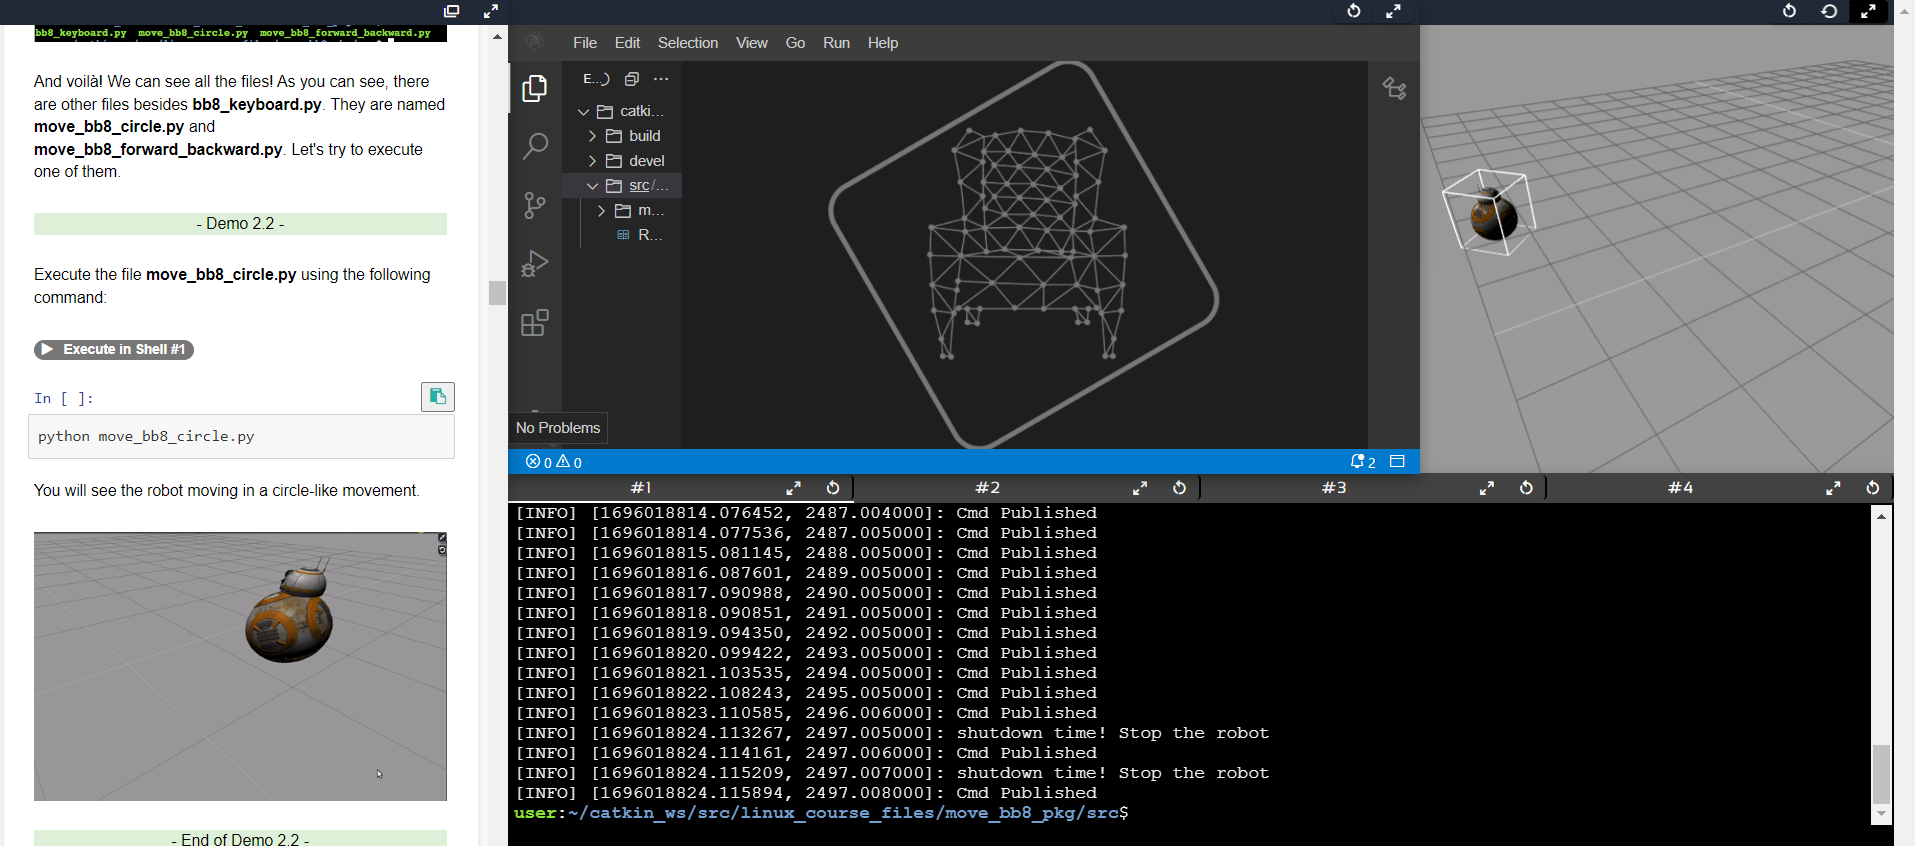 bb8_keyboard.py move_bb8_circle.py move_bb8_forward_backward.py
And voilà! We can see all the files! As you can see, there
are other files besides bb8_keyboard.py. They are named
move_bb8_circle.py and
move_bb8_forward_backward.py. Let's try to execute
one of them.
- Demo 2.2 -
Execute the file move_bb8_circle.py using the following
command:
Execute in Shell #1
In [ ]:
python move_bb8_circle.py
You will see the robot moving in a circle-like movement.
- End of Demo 2.2 -
File Edit Selection View Go Run Help
E...
catki...
build
devel
src/...
m...
R...
No Problems
0 0
2
#1 #2 #3 #4
[INFO] [1696018814.076452, 2487.004000]: Cmd Published
[INFO] [1696018814.077536, 2487.005000]: Cmd Published
[INFO] [1696018815.081145, 2488.005000]: Cmd Published
[INFO] [1696018816.087601, 2489.005000]: Cmd Published
[INFO] [1696018817.090988, 2490.005000]: Cmd Published
[INFO] [1696018818.090851, 2491.005000]: Cmd Published
[INFO] [1696018819.094350, 2492.005000]: Cmd Published
[INFO] [1696018820.099422, 2493.005000]: Cmd Published
[INFO] [1696018821.103535, 2494.005000]: Cmd Published
[INFO] [1696018822.108243, 2495.005000]: Cmd Published
[INFO] [1696018823.110585, 2496.006000]: Cmd Published
[INFO] [1696018824.113267, 2497.005000]: shutdown time! Stop the robot
[INFO] [1696018824.114161, 2497.006000]: Cmd Published
[INFO] [1696018824.115209, 2497.007000]: shutdown time! Stop the robot
[INFO] [1696018824.115894, 2497.008000]: Cmd Published
user:~/catkin_ws/src/linux_course_files/move_bb8_pkg/src$